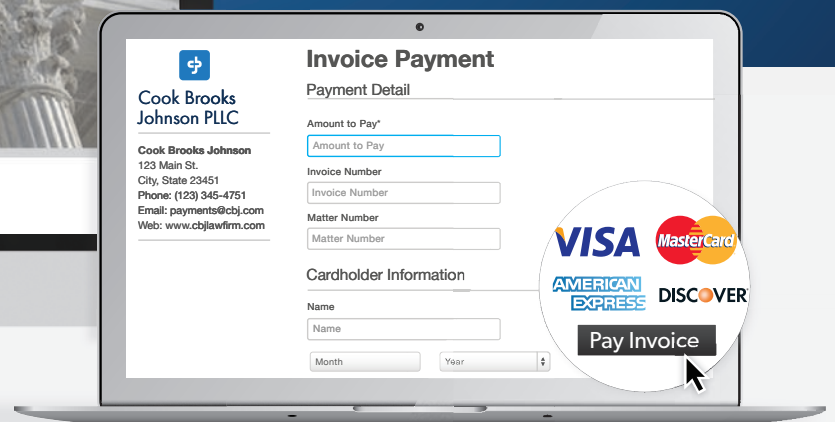 Cook Brooks
Johnson PLLC
Cook Brooks Johnson
123 Main St.
City, State 23451
Phone: (123) 345-4751
Email: payments@cbj.com
Web: www.cbjlawfirm.com
Invoice Payment
Payment Detail
Amount to Pay*
Amount to Pay
Invoice Number
Invoice Number
Matter Number
Matter Number
Cardholder Information
Name
Name
Month
Year
VISA
MasterCard
AMERICAN
EXPRESS
DISCOVER
Pay Invoice